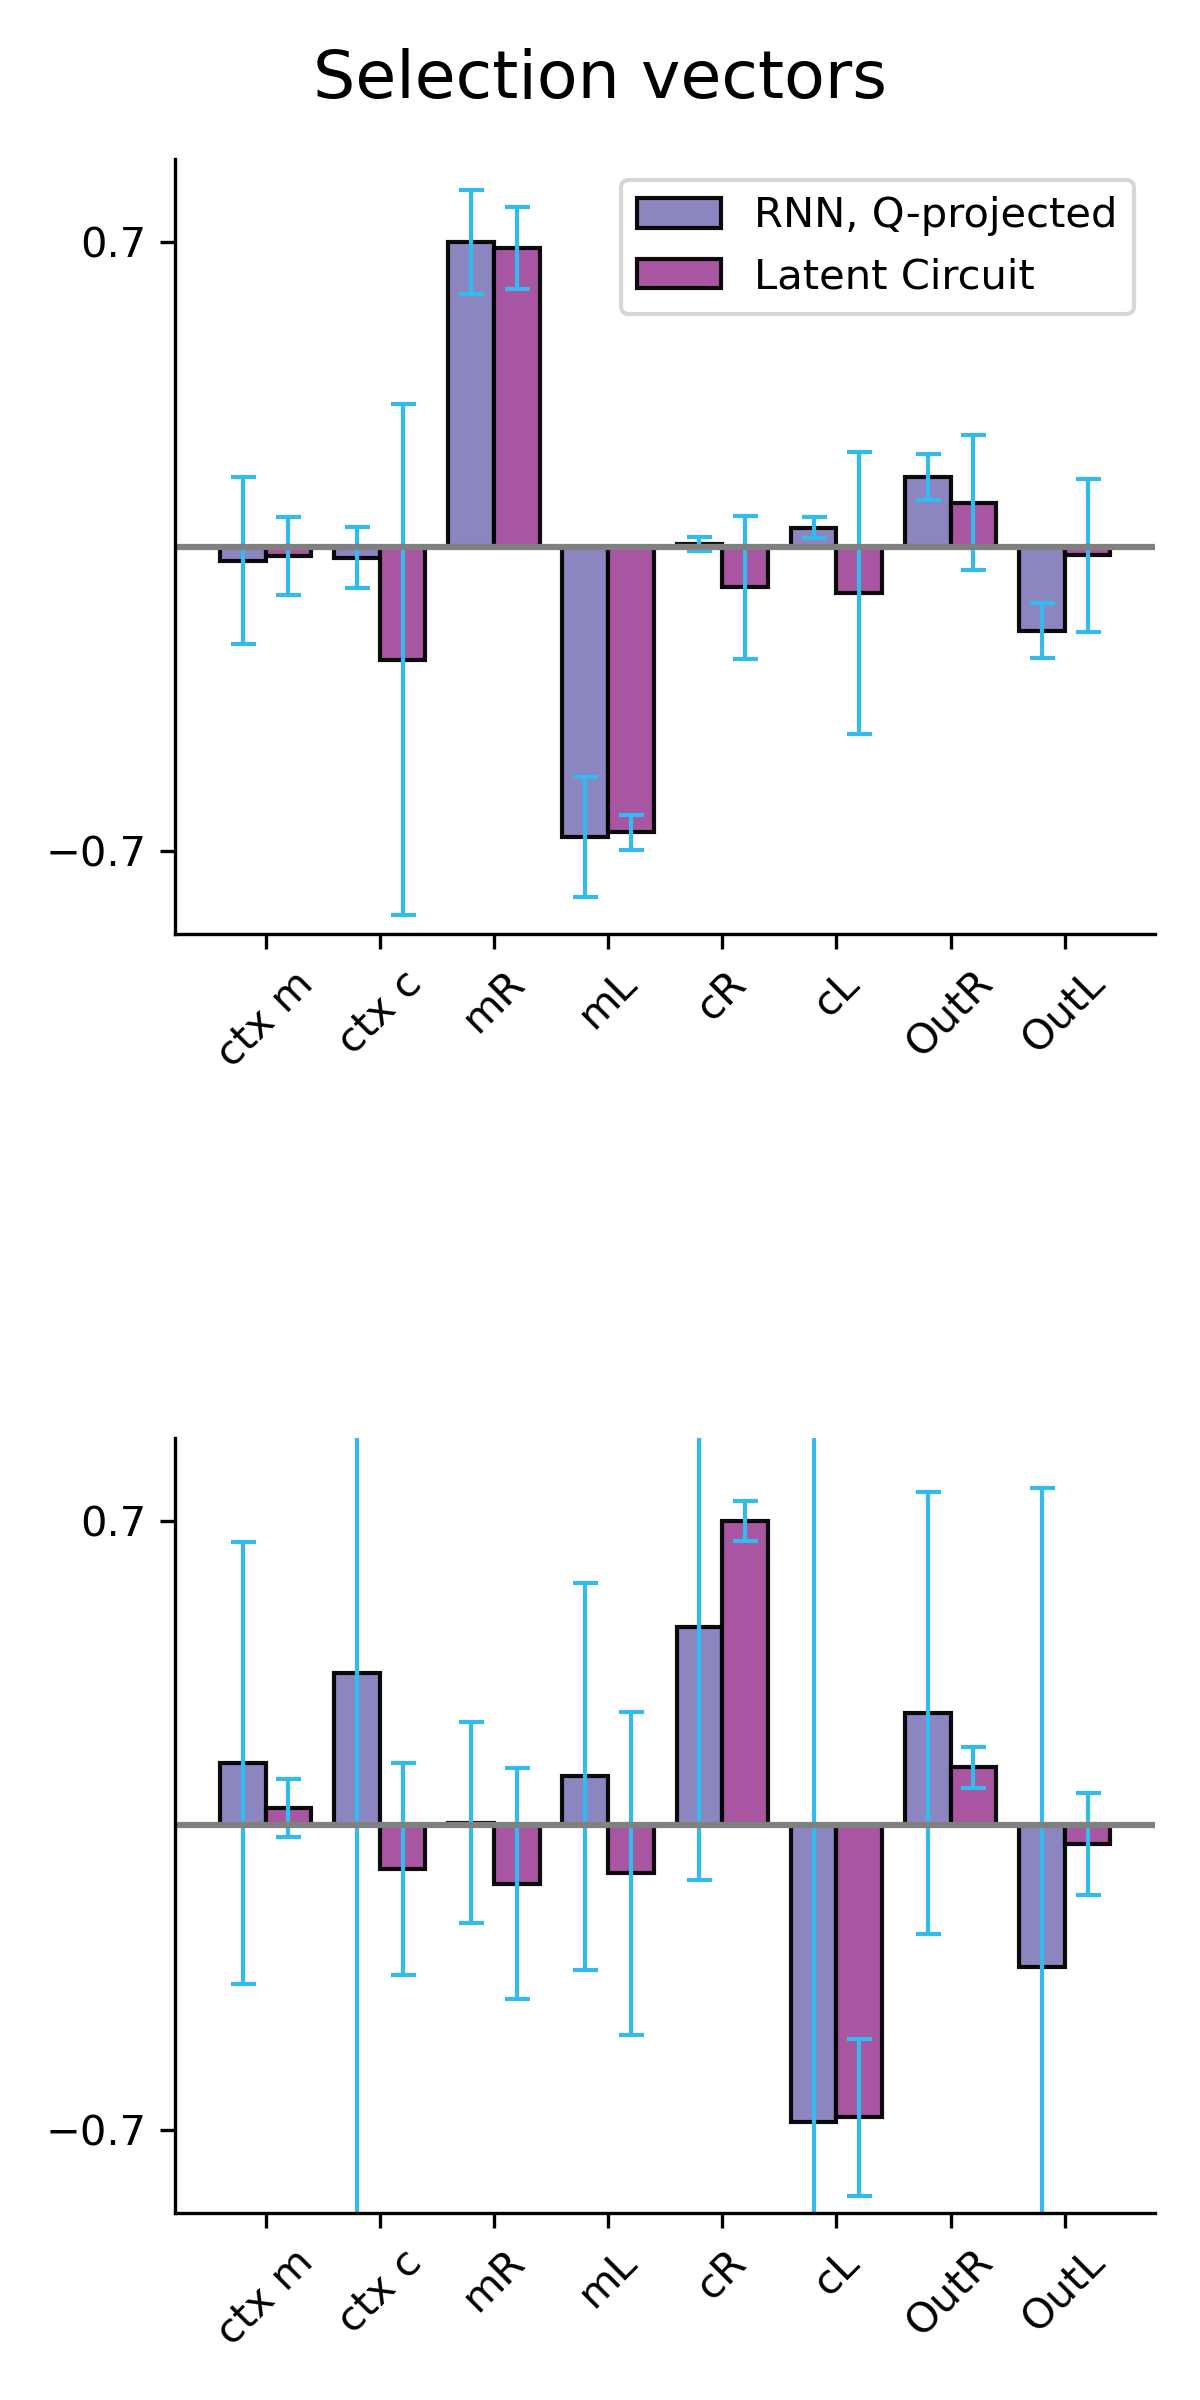 Selection vectors
RNN, Q-projected
Latent Circuit
0.7
−0.7
ctx m
ctx c
mR
mL
cR
cL
OutR
OutL
0.7
−0.7
ctx m
ctx c
mR
mL
cR
cL
OutR
OutL